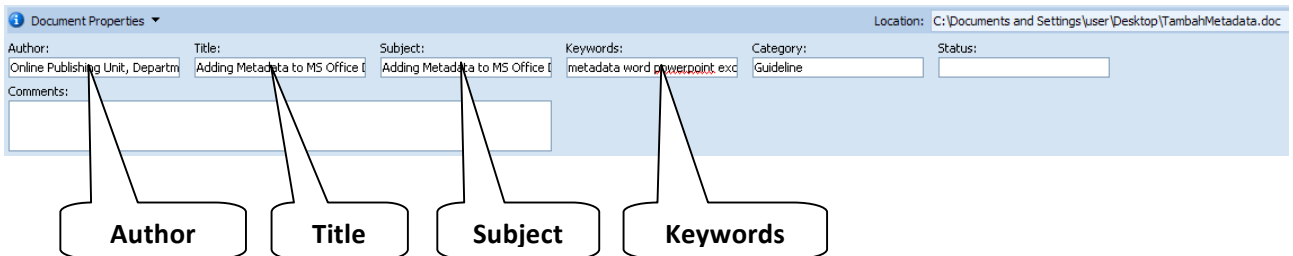 Document Properties Location: C:\Documents and Settings\user\Desktop\TambahMetadata.doc
Author: Title: Subject: Keywords: Category: Status:
Online Publishing Unit, Departm Adding Metadata to MS Office D Adding Metadata to MS Office D metadata word powerpoint exc Guideline
Comments:
Author Title Subject Keywords